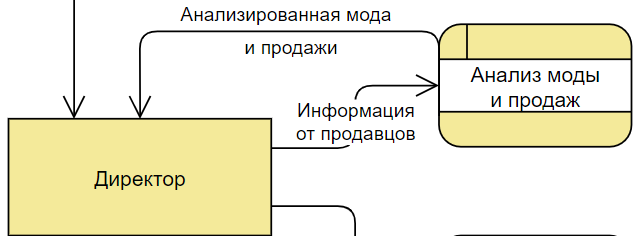 Анализированная мода
и продажи
Анализ моды
и продаж
Информация
от продавцов
Директор